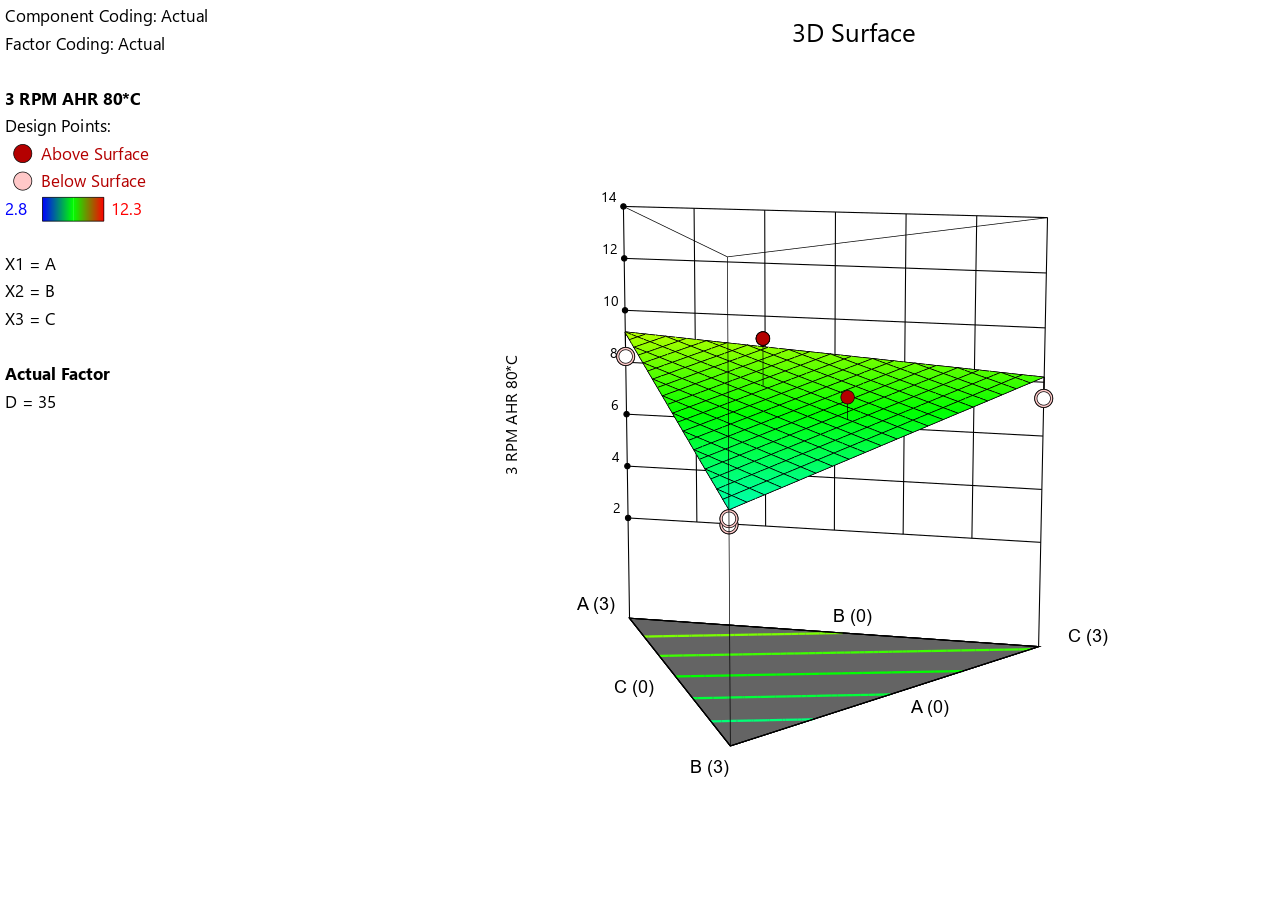 Component Coding: Actual
Factor Coding: Actual
3D Surface
3 RPM AHR 80*C
Design Points:
Above Surface
Below Surface
2.8 12.3
X1 = A
X2 = B
X3 = C
Actual Factor
D = 35
14
12
10
8
6
4
2
3 RPM AHR 80*C
A (3)
B (0)
C (3)
C (0)
A (0)
B (3)